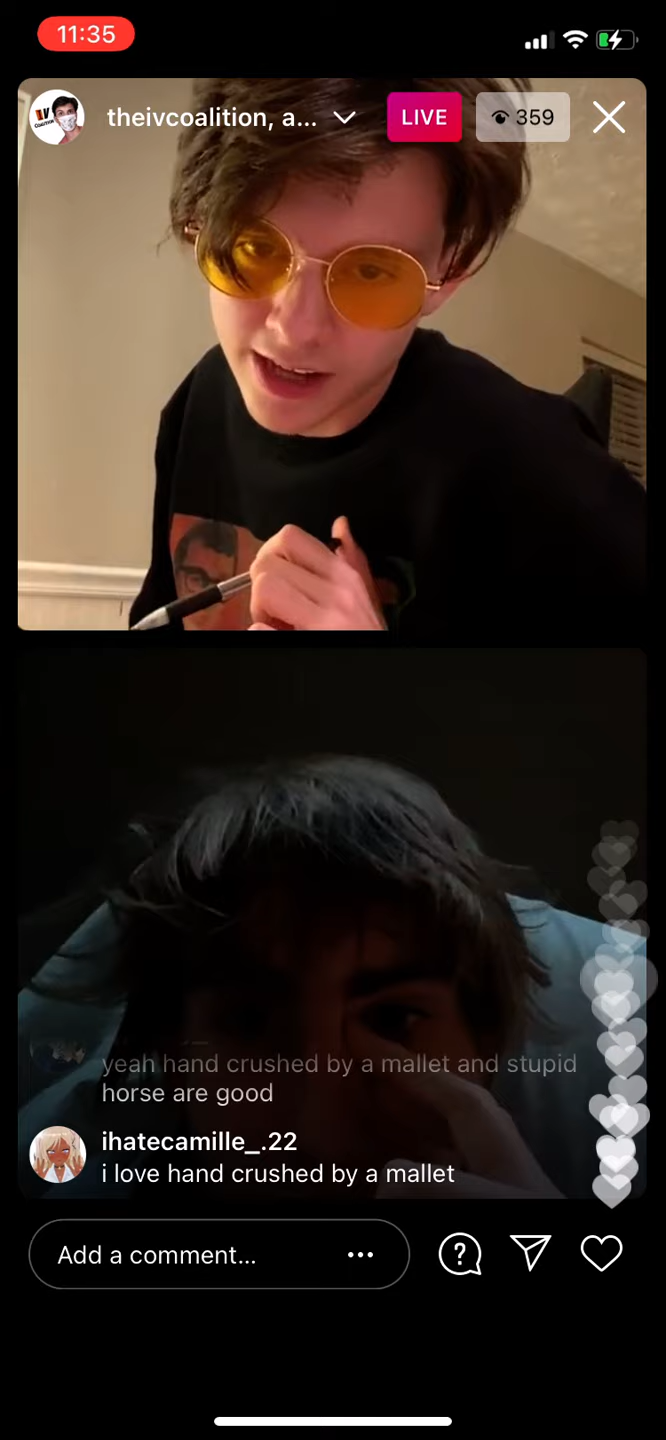 11:35
theivcoalition, a...
LIVE
359
yeah hand crushed by a mallet and stupid
horse are good
ihatecamille_.22
i love hand crushed by a mallet
Add a comment...